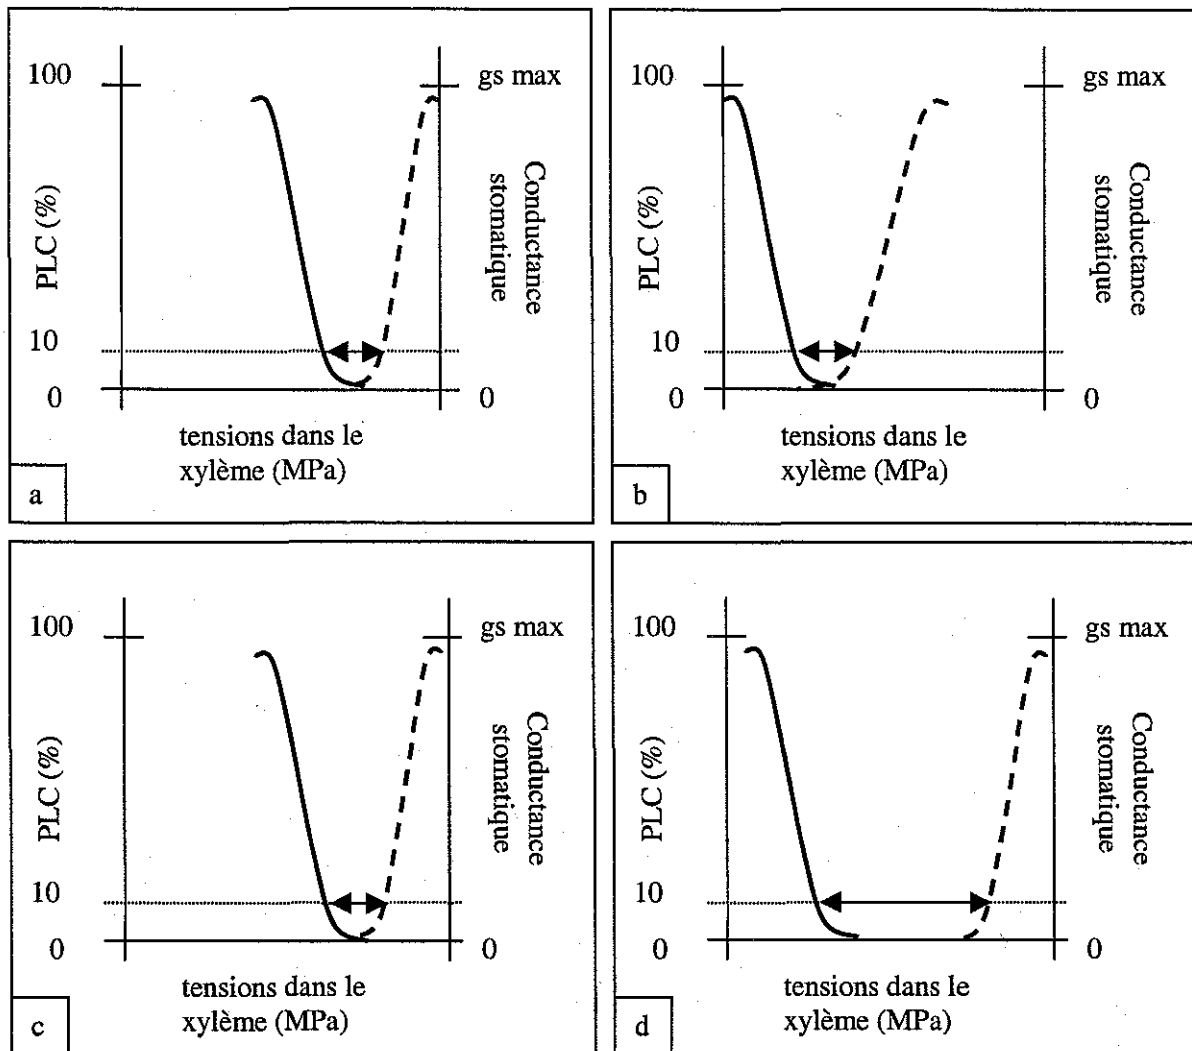 100
gs max
PLC (%)
Conductance
stomatique
10
0
0
tensions dans le
xylème (MPa)
a
100
gs max
PLC (%)
Conductance
stomatique
10
0
0
tensions dans le
xylème (MPa)
b
100
gs max
PLC (%)
Conductance
stomatique
10
0
0
tensions dans le
xylème (MPa)
c
100
gs max
PLC (%)
Conductance
stomatique
10
0
0
tensions dans le
xylème (MPa)
d